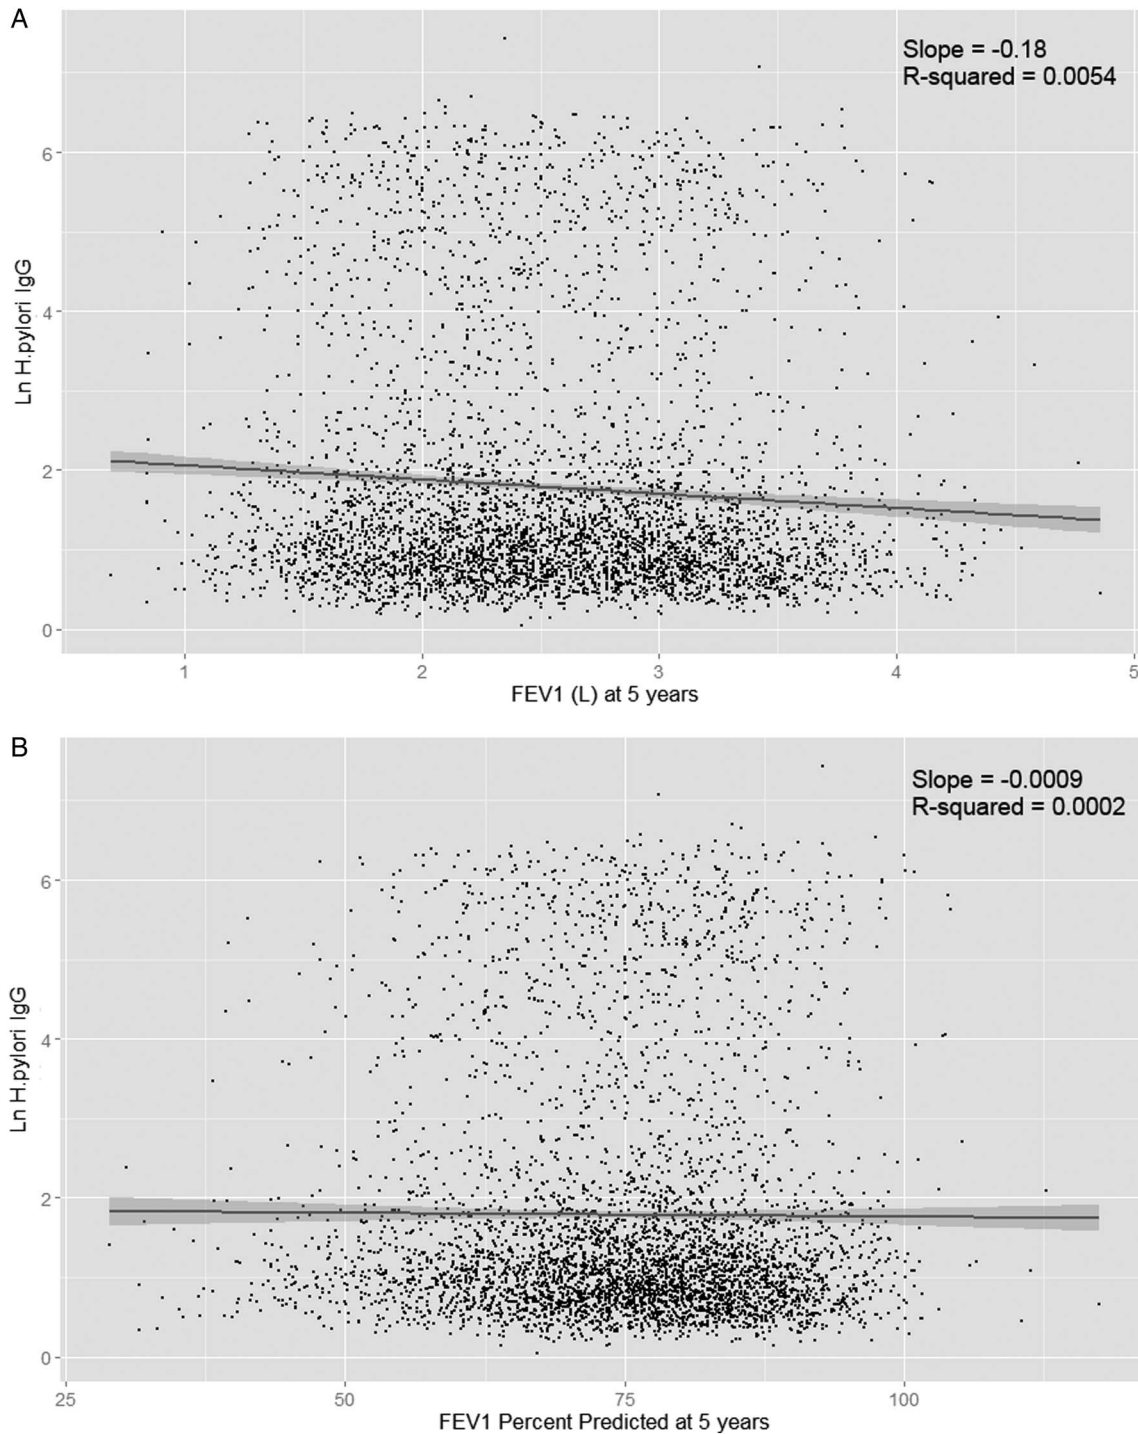 A
Slope = -0.18
R-squared = 0.0054
6
4
2
0
Ln H.pylori IgG
1 2 3 4 5
FEV1 (L) at 5 years
B
Slope = -0.0009
R-squared = 0.0002
6
4
2
0
Ln H.pylori IgG
25 50 75 100
FEV1 Percent Predicted at 5 years